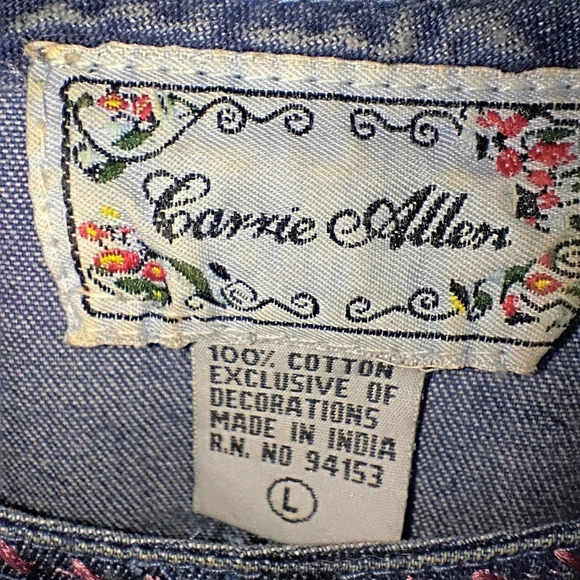 Carrie Allen
100% COTTON
EXCLUSIVE OF
DECORATIONS
MADE IN INDIA
R.N. NO 94153
L